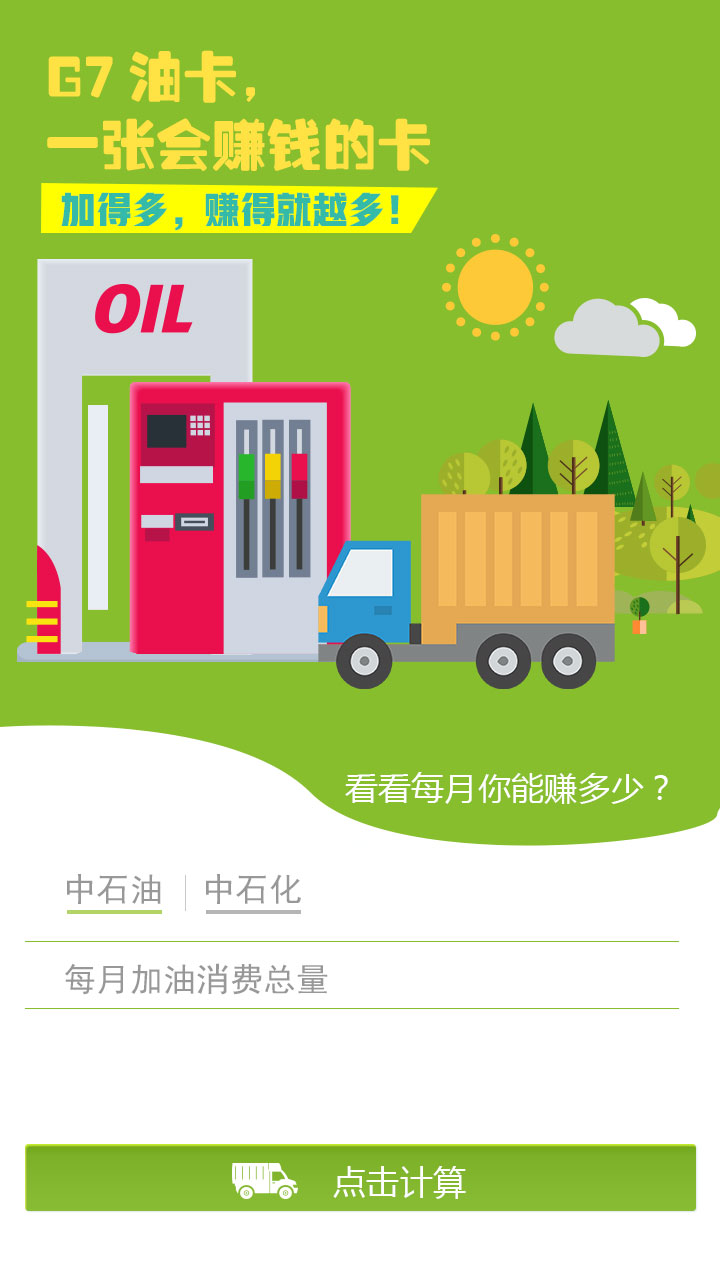 G7 油卡，
一张会赚钱的卡
加得多，赚得就越多！
OIL
看看每月你能赚多少？
中石油 中石化
每月加油消费总量
点击计算